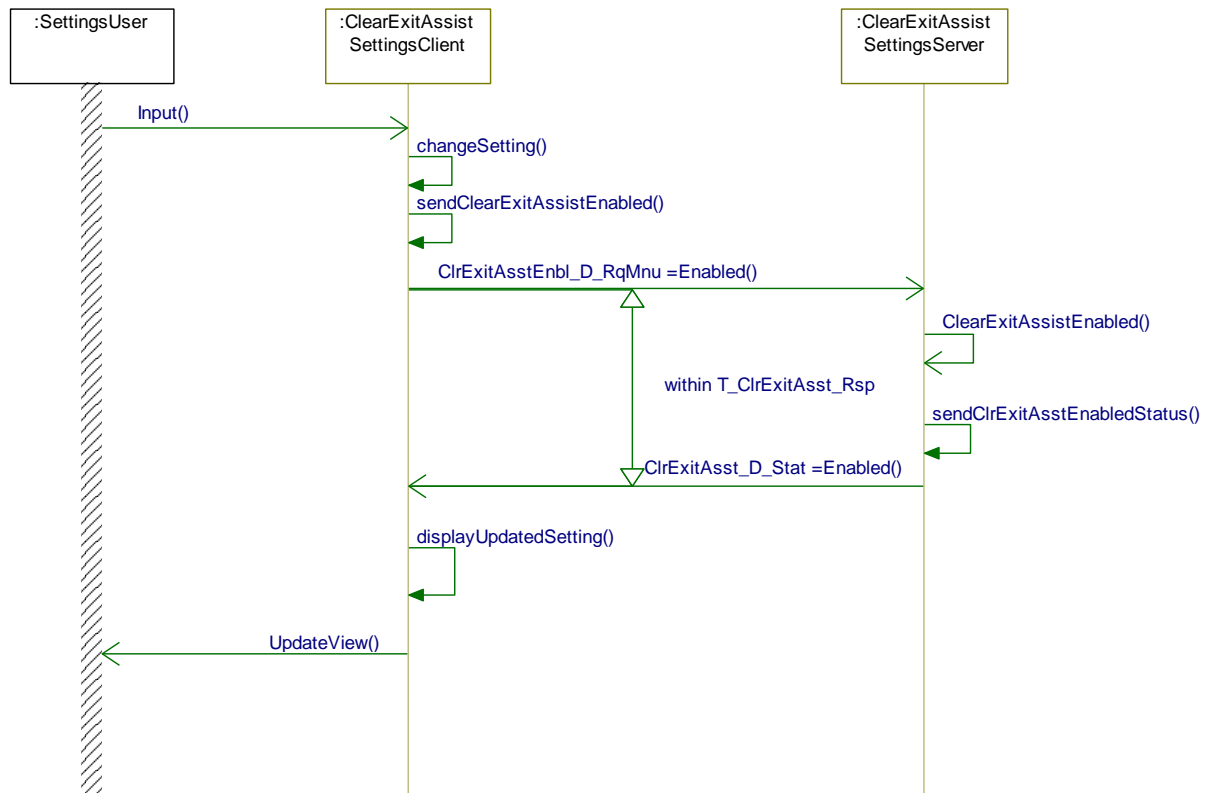 :SettingsUser
:ClearExitAssist
SettingsClient
:ClearExitAssist
SettingsServer
Input()
changeSetting()
sendClearExitAssistEnabled()
ClrExitAsstEnbl_D_RqMnu =Enabled()
ClearExitAssistEnabled()
within T_ClrExitAsst_Rsp
sendClrExitAsstEnabledStatus()
ClrExitAsst_D_Stat =Enabled()
displayUpdatedSetting()
UpdateView()